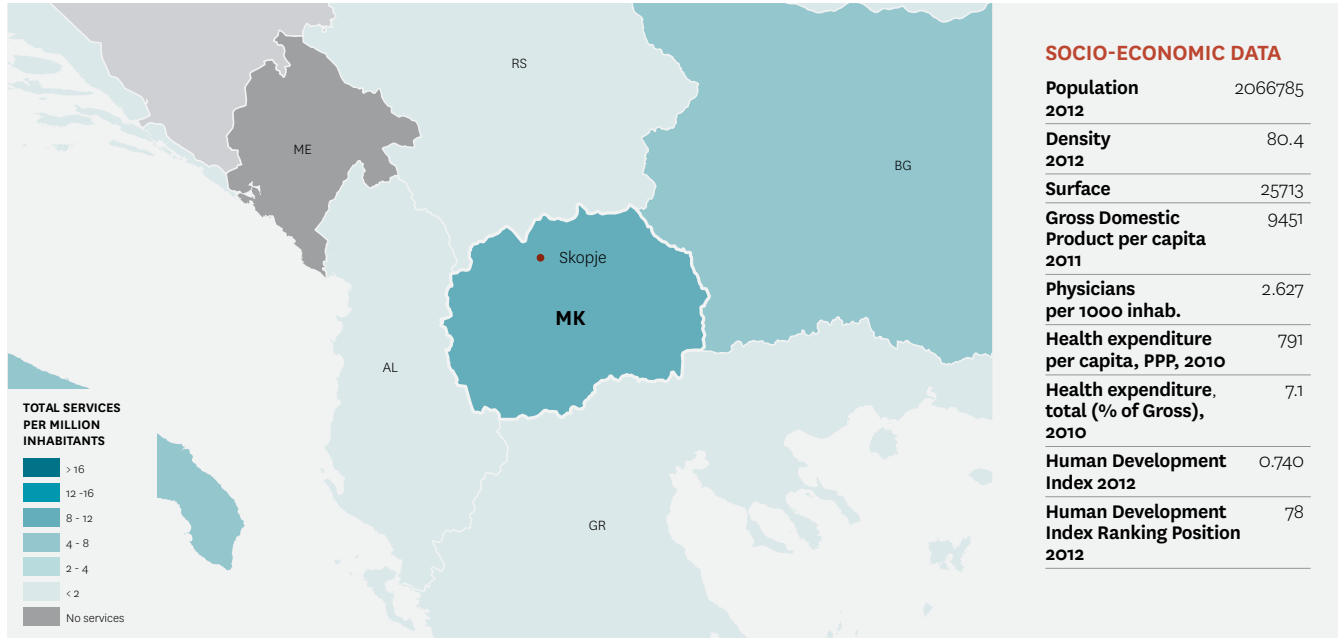 RS
ME
BG
Skopje
MK
AL
GR
TOTAL SERVICES
PER MILLION
INHABITANTS
> 16
12 -16
8 - 12
4 - 8
2 - 4
< 2
No services
SOCIO-ECONOMIC DATA
Population 2066785
2012
Density 80.4
2012
Surface 25713
Gross Domestic 9451
Product per capita
2011
Physicians 2.627
per 1000 inhab.
Health expenditure 791
per capita, PPP, 2010
Health expenditure, 7.1
total (% of Gross),
2010
Human Development 0.740
Index 2012
Human Development 78
Index Ranking Position
2012